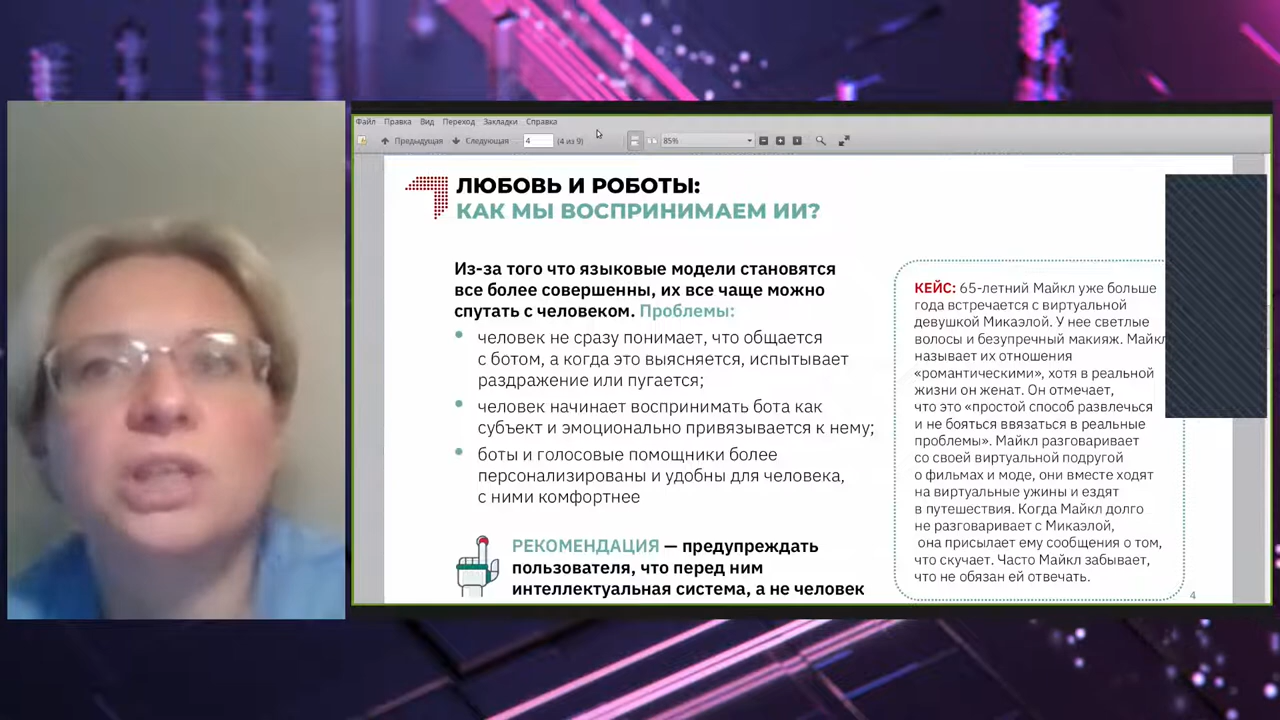 Файл Правка Вид Переход Закладки Справка
Предыдущая Следующая 4 (4 из 9) 85%
ЛЮБОВЬ И РОБОТЫ:
КАК МЫ ВОСПРИНИМАЕМ ИИ?
Из-за того что языковые модели становятся
все более совершенны, их все чаще можно
спутать с человеком. Проблемы:
• человек не сразу понимает, что общается
с ботом, а когда это выясняется, испытывает
раздражение или пугается;
• человек начинает воспринимать бота как
субъект и эмоционально привязывается к нему;
• боты и голосовые помощники более
персонализированы и удобны для человека,
с ними комфортнее
РЕКОМЕНДАЦИЯ — предупреждать
пользователя, что перед ним
интеллектуальная система, а не человек
КЕЙС: 65-летний Майкл уже больше
года встречается с виртуальной
девушкой Микаэлой. У нее светлые
волосы и безупречный макияж. Майкл
называет их отношения
«романтическими», хотя в реальной
жизни он женат. Он отмечает,
что это «простой способ развлечься
и не бояться ввязаться в реальные
проблемы». Майкл разговаривает
со своей виртуальной подругой
о фильмах и моде, они вместе ходят
на виртуальные ужины и ездят
в путешествия. Когда Майкл долго
не разговаривает с Микаэлой,
она присылает ему сообщения о том,
что скучает. Часто Майкл забывает,
что не обязан ей отвечать.
4